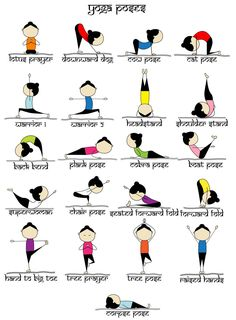 YOGA POSES
LOTUS PRAYER
DOWNWARD DOG
COW POSE
CAT POSE
WARRIOR 1
WARRIOR 2
HEADSTAND
SHOULDER STAND
BACK BEND
PLANK POSE
COBRA POSE
BOAT POSE
SUPERWOMAN
CHAIR POSE
SEATED FORWARD FOLD
FORWARD FOLD
HAND TO BIG TOE
TREE PRAYER
TREE POSE
RAISED HANDS
CORPSE POSE